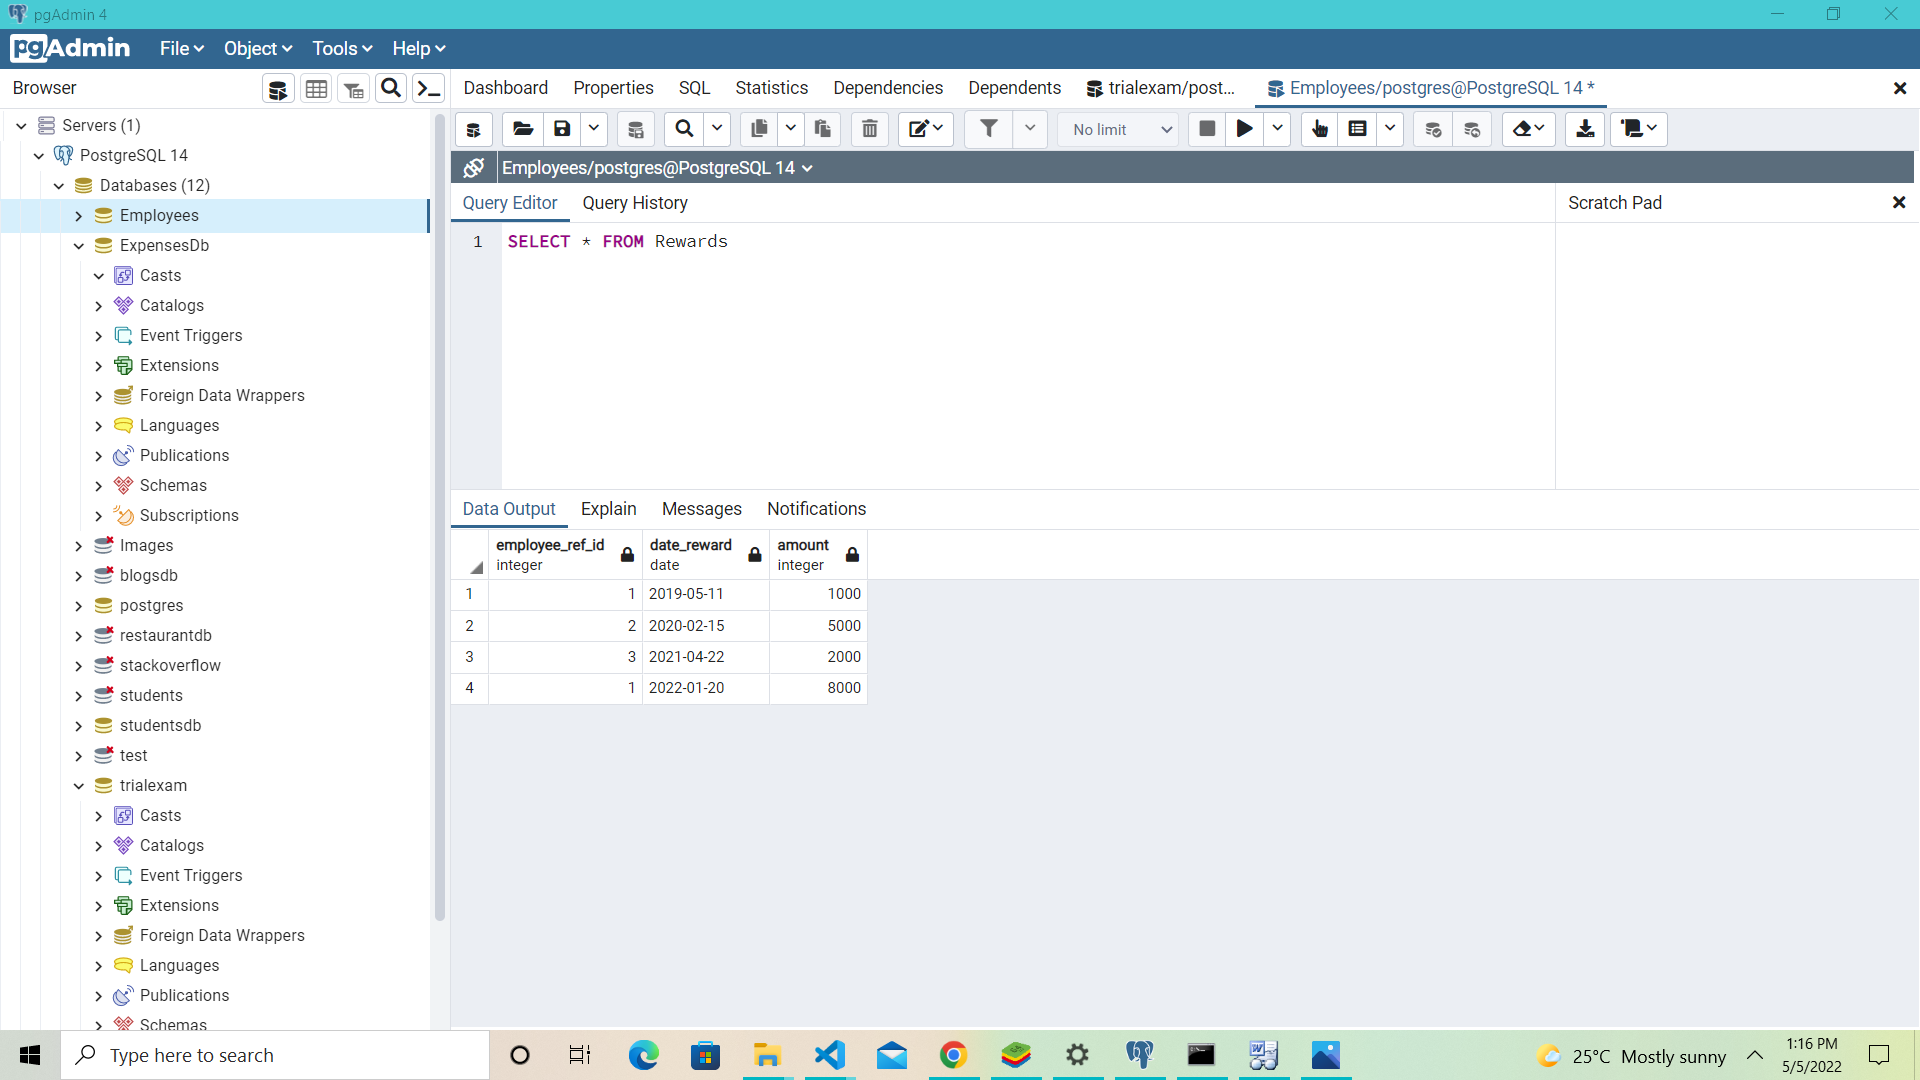 pgAdmin 4
pgAdmin File Object Tools Help
Browser
Dashboard Properties SQL Statistics Dependencies Dependents trialexam/post... Employees/postgres@PostgreSQL 14 *
No limit
Employees/postgres@PostgreSQL 14
Query Editor Query History
Scratch Pad
1 SELECT * FROM Rewards
Servers (1)
PostgreSQL 14
Databases (12)
Employees
ExpensesDb
Casts
Catalogs
Event Triggers
Extensions
Foreign Data Wrappers
Languages
Publications
Schemas
Subscriptions
Images
blogsdb
postgres
restaurantdb
stackoverflow
students
studentsdb
test
trialexam
Casts
Catalogs
Event Triggers
Extensions
Foreign Data Wrappers
Languages
Publications
Schemas
Data Output Explain Messages Notifications
employee_ref_id date_reward amount
integer date integer
1 1 2019-05-11 1000
2 2 2020-02-15 5000
3 3 2021-04-22 2000
4 1 2022-01-20 8000
Type here to search
25°C Mostly sunny
1:16 PM
5/5/2022